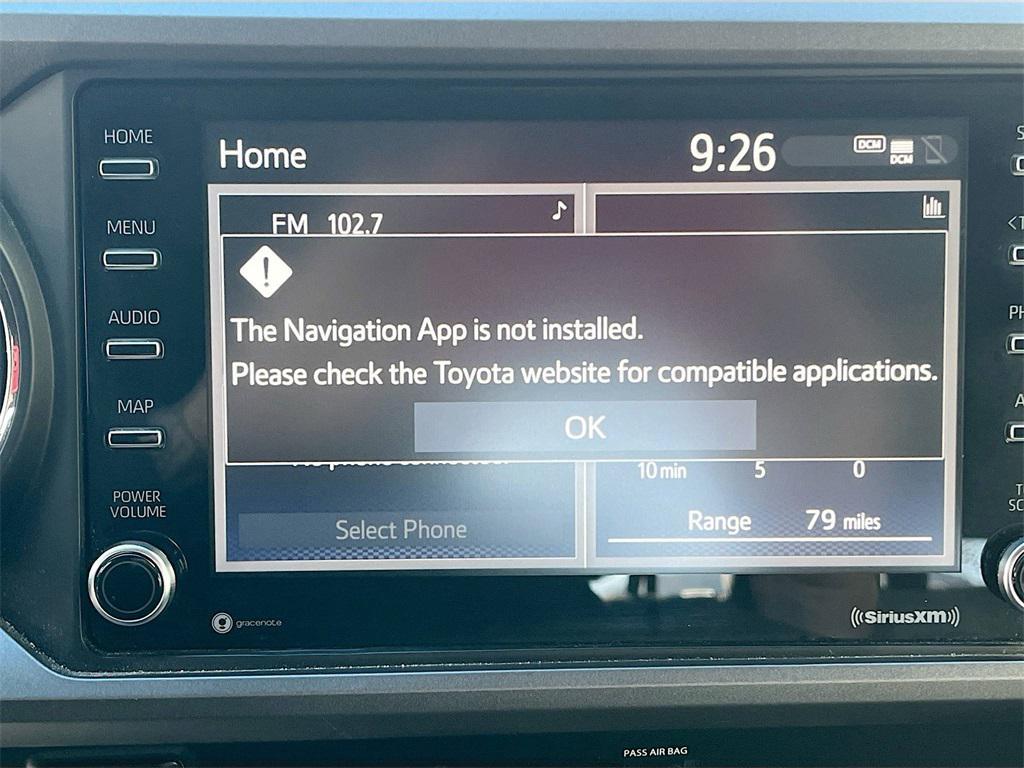 HOME
MENU
AUDIO
MAP
POWER
VOLUME
Home
9:26
DCM
DCM
FM 102.7
The Navigation App is not installed.
Please check the Toyota website for compatible applications.
OK
10 min 5 0
Select Phone
Range 79 miles
gracenote
((SiriusXM))
PASS AIR BAG